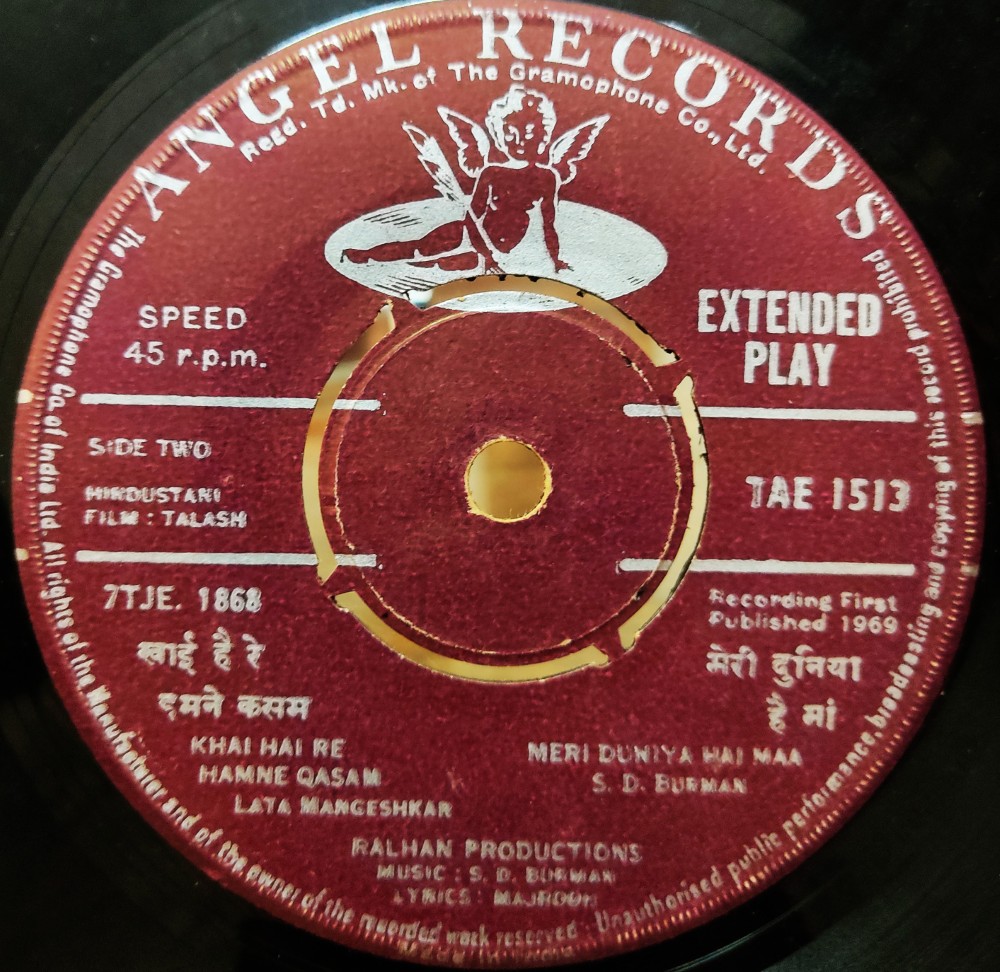 ANGEL RECORDS
Regd. Td. Mk. of The Gramophone Co., Ltd.
SPEED
45 r.p.m.
EXTENDED
PLAY
SIDE TWO
HINDUSTANI
FILM : TALASH
TAE 1513
7TJE. 1868
Recording First
Published 1969
खाई है रे
हमने कसम
मेरी दुनिया
है मां
KHAI HAI RE
HAMNE QASAM
LATA MANGESHKAR
MERI DUNIYA HAI MAA
S. D. BURMAN
RALHAN PRODUCTIONS
MUSIC : S. D. BURMAN
LYRICS : MAJROOH
The Gramophone Co. of India Ltd. All rights of the Manufacturer and of the owner of the recorded work reserved Unauthorised public performance, broadcasting and copying of this record prohibited